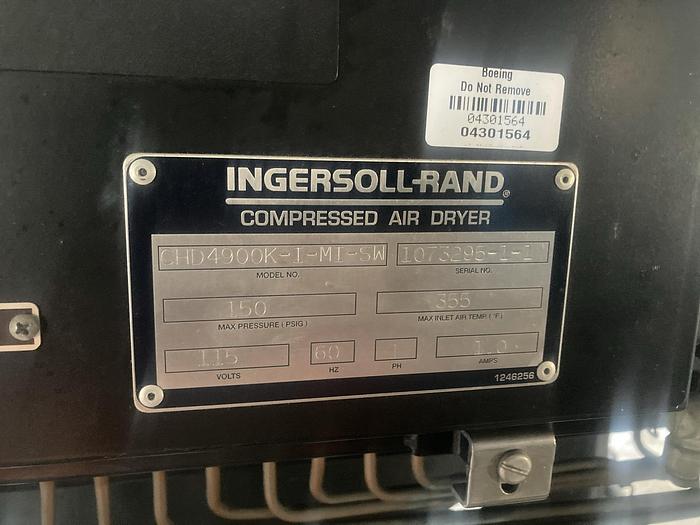 Boeing
Do Not Remove
04301564
04301564
INGERSOLL-RAND®
COMPRESSED AIR DRYER
CHD4900K-I-MI-SW 1073295-1-1
MODEL NO. SERIAL NO.
150 355
MAX PRESSURE (PSIG) MAX INLET AIR TEMP. (°F)
115 60 1 1.0
VOLTS HZ PH AMPS
1246256